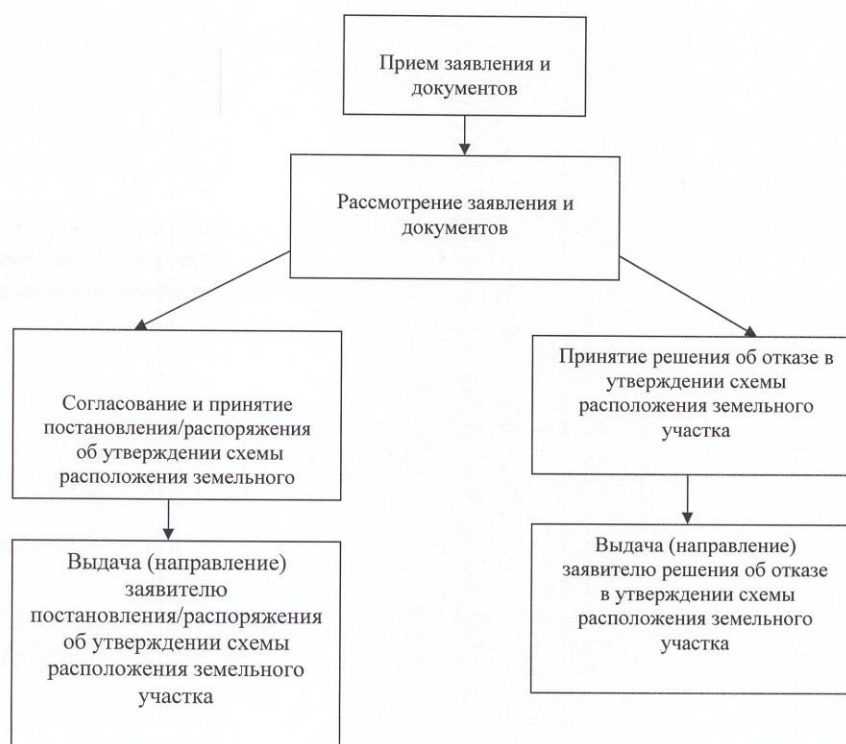 Прием заявления и
документов
Рассмотрение заявления и
документов
Согласование и принятие
постановления/распоряжения
об утверждении схемы
расположения земельного
Принятие решения об отказе в
утверждении схемы
расположения земельного
участка
Выдача (направление)
заявителю
постановления/распоряжения
об утверждении схемы
расположения земельного
участка
Выдача (направление)
заявителю решения об отказе
в утверждении схемы
расположения земельного
участка